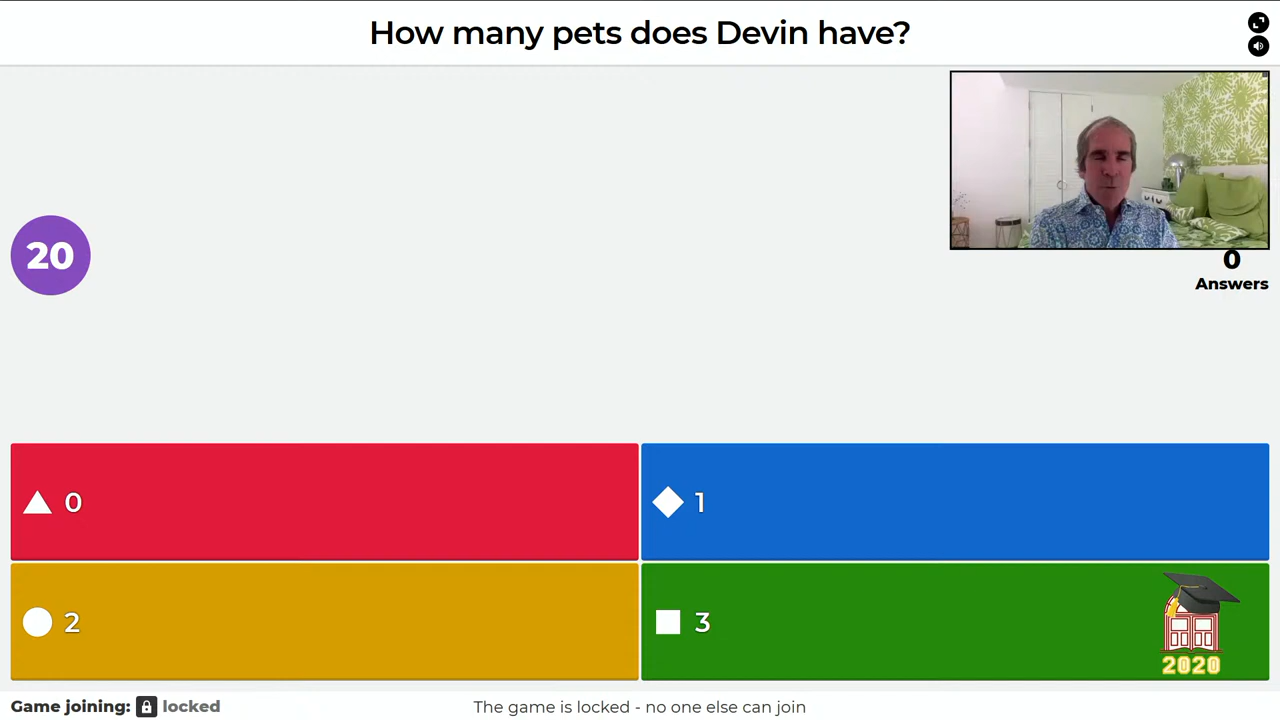 How many pets does Devin have?
20
0
Answers
0
1
2
3
2020
Game joining: locked
The game is locked - no one else can join